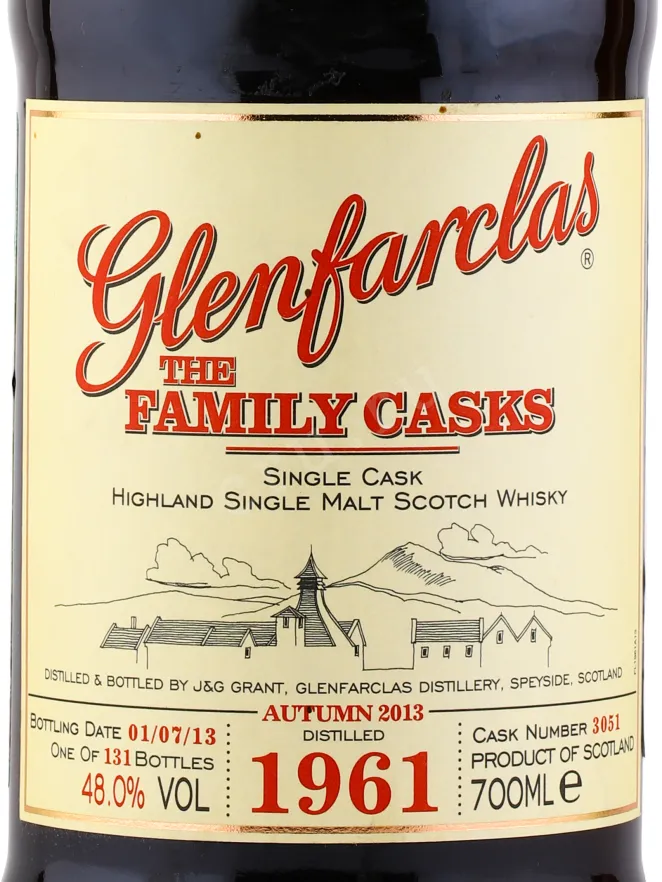 Glenfarclas ®
THE
FAMILY CASKS
SINGLE CASK
HIGHLAND SINGLE MALT SCOTCH WHISKY
DISTILLED & BOTTLED BY J&G GRANT, GLENFARCLAS DISTILLERY, SPEYSIDE, SCOTLAND
AUTUMN 2013
BOTTLING DATE 01/07/13
ONE OF 131 BOTTLES
48.0% VOL
DISTILLED
1961
CASK NUMBER 3051
PRODUCT OF SCOTLAND
700ML e